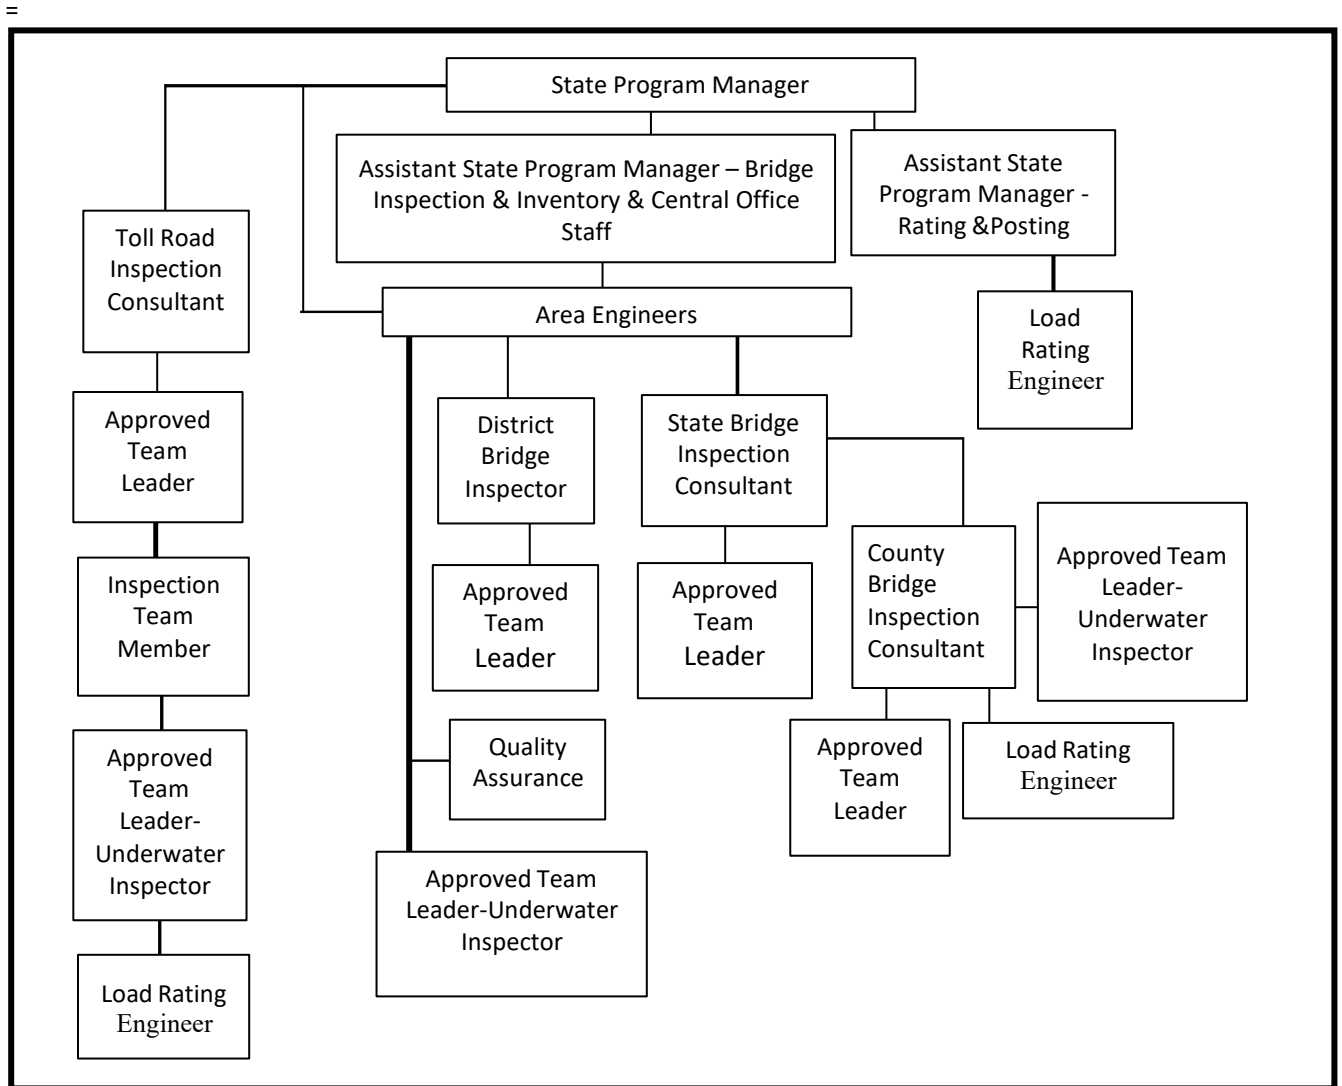 =
State Program Manager
Assistant State Program Manager – Bridge
Inspection & Inventory & Central Office
Staff
Assistant State
Program Manager -
Rating &Posting
Toll Road
Inspection
Consultant
Area Engineers
Load
Rating
Engineer
Approved
Team
Leader
District
Bridge
Inspector
State Bridge
Inspection
Consultant
County
Bridge
Inspection
Consultant
Approved Team
Leader-
Underwater
Inspector
Inspection
Team
Member
Approved
Team
Leader
Approved
Team
Leader
Approved
Team
Leader-
Underwater
Inspector
Quality
Assurance
Approved
Team
Leader
Load Rating
Engineer
Approved Team
Leader-Underwater
Inspector
Load Rating
Engineer